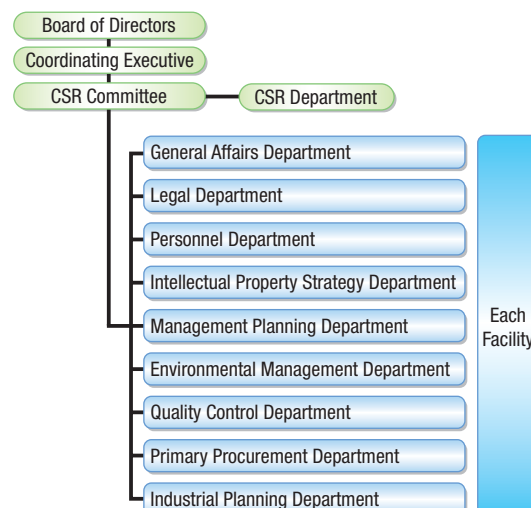 Board of Directors
Coordinating Executive
CSR Committee
CSR Department
General Affairs Department
Legal Department
Personnel Department
Intellectual Property Strategy Department
Management Planning Department
Environmental Management Department
Quality Control Department
Primary Procurement Department
Industrial Planning Department
Each
Facility